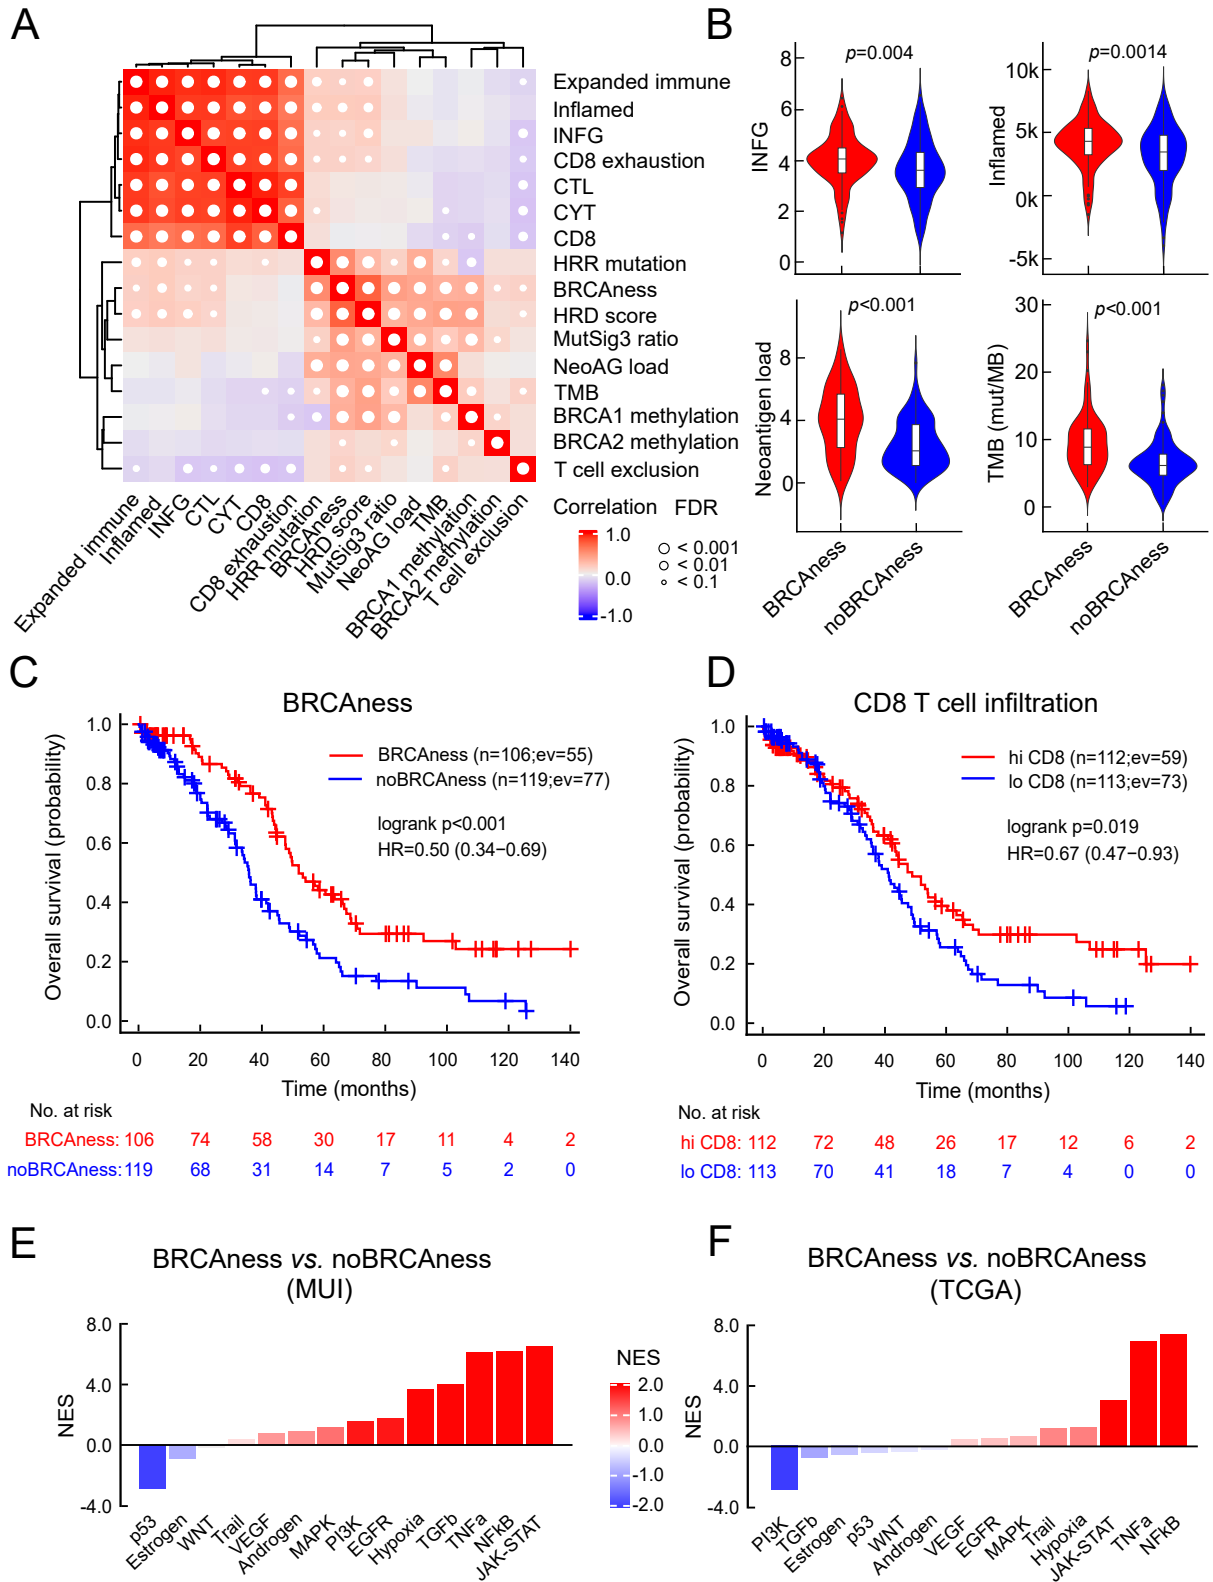 A
Expanded immune
Inflamed
INFG
CD8 exhaustion
CTL
CYT
CD8
HRR mutation
BRCAness
HRD score
MutSig3 ratio
NeoAG load
TMB
BRCA1 methylation
BRCA2 methylation
T cell exclusion
Expanded immune
Inflamed
INFG
CTL
CYT
CD8
CD8 exhaustion
HRR mutation
BRCAness
HRD score
MutSig3 ratio
NeoAG load
TMB
BRCA1 methylation
BRCA2 methylation
T cell exclusion
Correlation
1.0
0.0
-1.0
FDR
< 0.001
< 0.01
< 0.1
B
p=0.004
INFG
8
6
4
2
0
p=0.0014
Inflamed
10k
5k
0k
-5k
p<0.001
Neoantigen load
8
4
0
BRCAness
noBRCAness
p<0.001
TMB (mut/MB)
30
20
10
0
BRCAness
noBRCAness
C
BRCAness
Overall survival (probability)
1.0
0.8
0.6
0.4
0.2
0.0
BRCAness (n=106;ev=55)
noBRCAness (n=119;ev=77)
logrank p<0.001
HR=0.50 (0.34−0.69)
0 20 40 60 80 100 120 140
Time (months)
No. at risk
BRCAness: 106 74 58 30 17 11 4 2
noBRCAness: 119 68 31 14 7 5 2 0
D
CD8 T cell infiltration
Overall survival (probability)
1.0
0.8
0.6
0.4
0.2
0.0
hi CD8 (n=112;ev=59)
lo CD8 (n=113;ev=73)
logrank p=0.019
HR=0.67 (0.47−0.93)
0 20 40 60 80 100 120 140
Time (months)
No. at risk
hi CD8: 112 72 48 26 17 12 6 2
lo CD8: 113 70 41 18 7 4 0 0
E
BRCAness vs. noBRCAness
(MUI)
NES
8.0
4.0
0.0
-4.0
p53
Estrogen
WNT
Trail
VEGF
Androgen
MAPK
PI3K
EGFR
Hypoxia
TGFb
TNFa
NFkB
JAK-STAT
NES
2.0
1.0
0.0
-1.0
-2.0
F
BRCAness vs. noBRCAness
(TCGA)
NES
8.0
4.0
0.0
-4.0
PI3K
TGFb
Estrogen
p53
WNT
Androgen
VEGF
EGFR
MAPK
Trail
Hypoxia
JAK-STAT
TNFa
NFkB